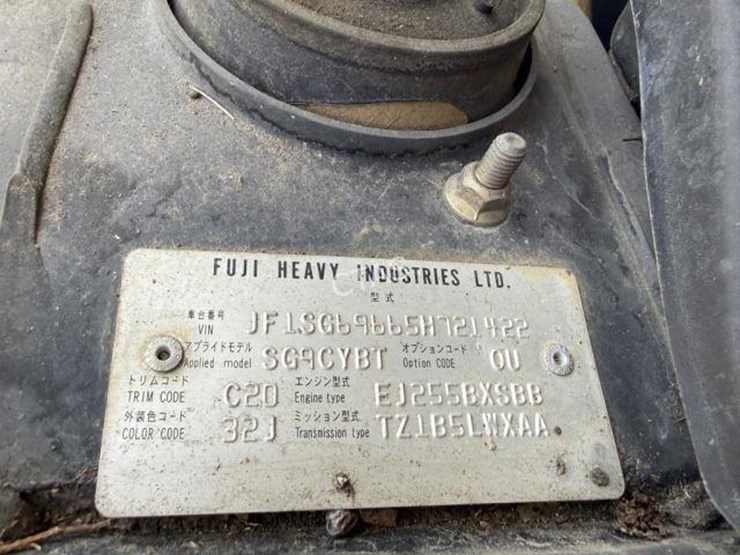 FUJI HEAVY INDUSTRIES LTD.
型式
車台番号
VIN JF1SG69665H721422
アプライドモデル オプションコード
Applied model SG9CYBT Option CODE OU
トリムコード エンジン型式
TRIM CODE C20 Engine type EJ255BXSBB
外装色コード ミッション型式
COLOR CODE 32J Transmission type TZ1B5LWXAA